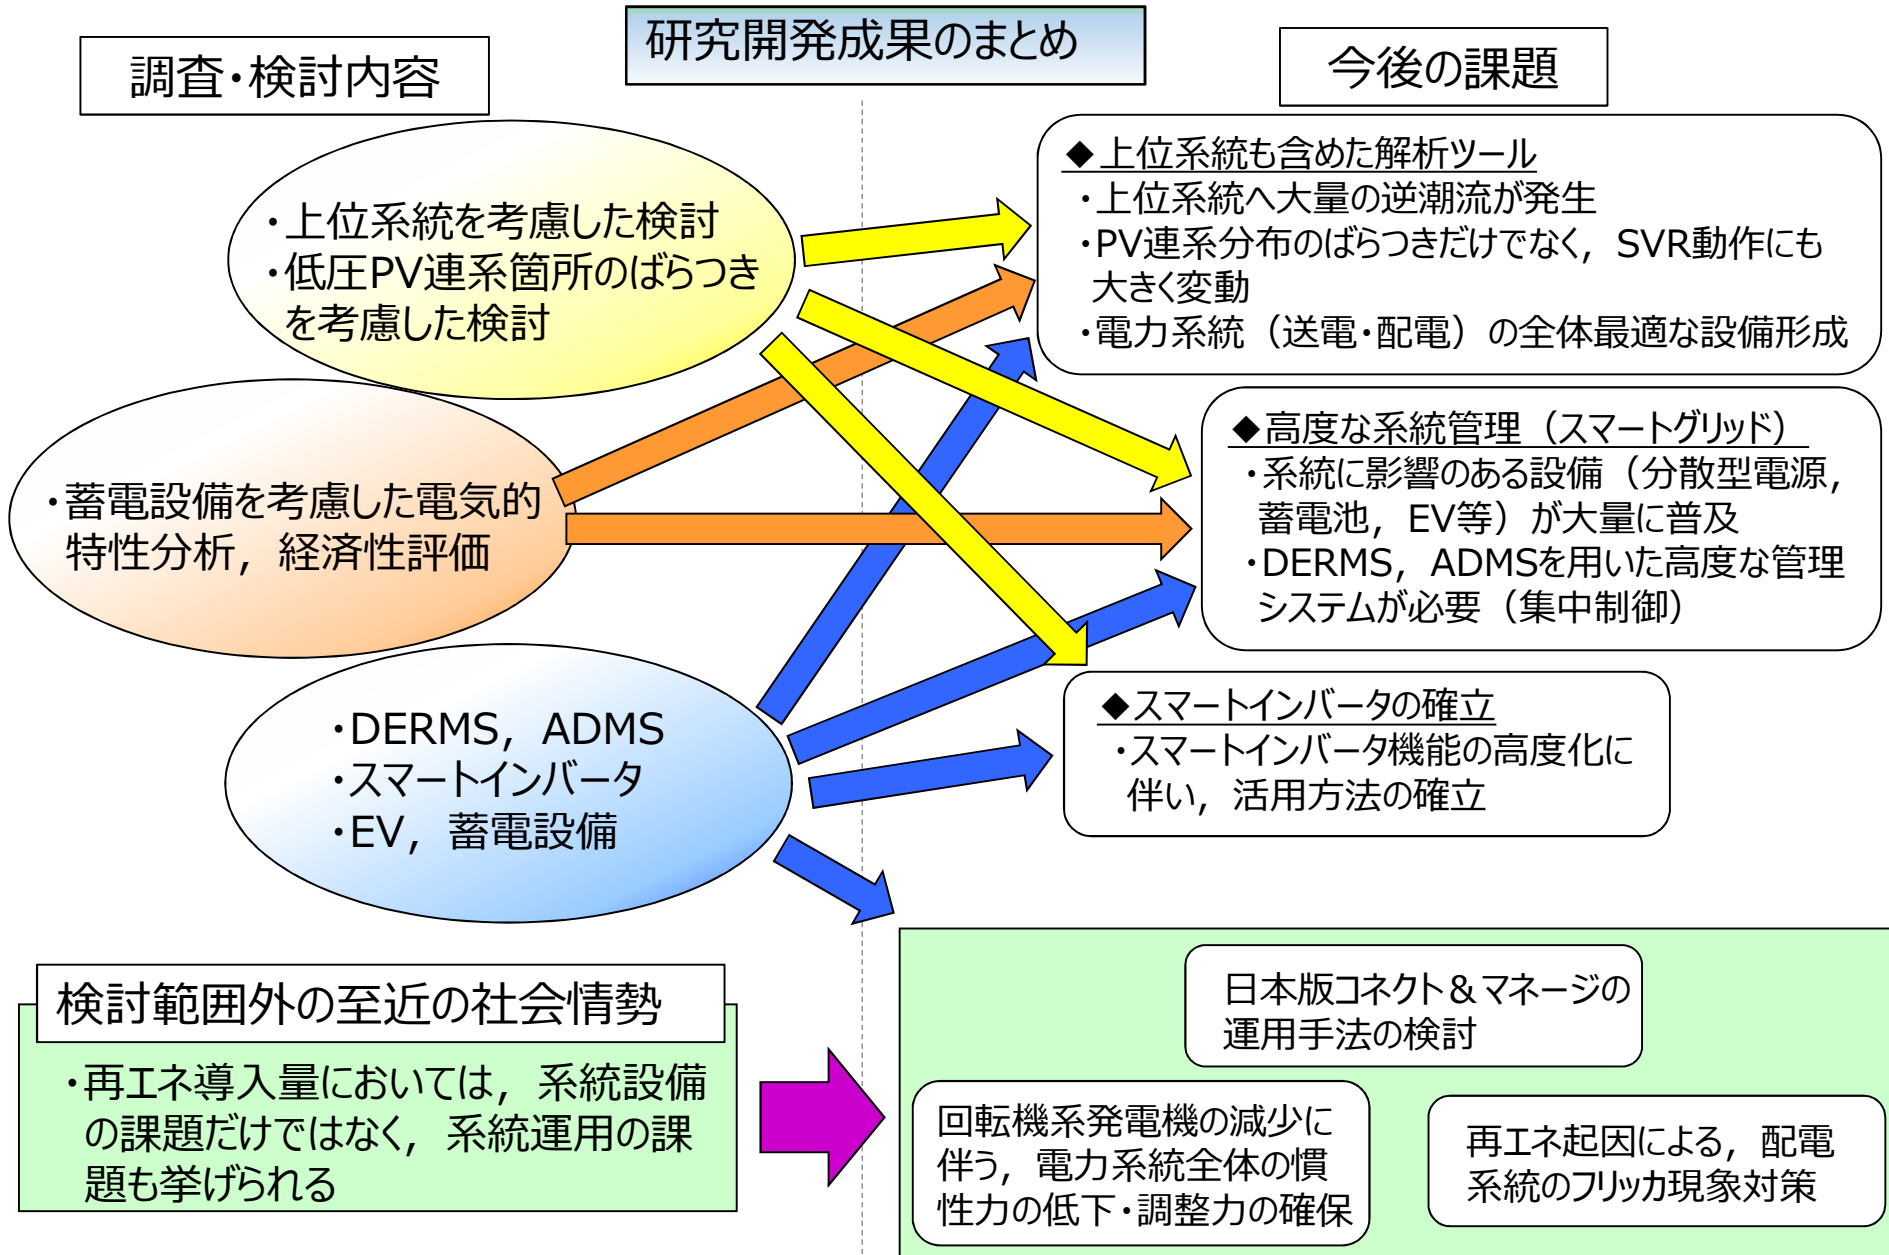 研究開発成果のまとめ
調査・検討内容
・上位系統を考慮した検討
・低圧PV連系箇所のばらつき
を考慮した検討
・蓄電設備を考慮した電気的
特性分析，経済性評価
・DERMS，ADMS
・スマートインバータ
・EV，蓄電設備
検討範囲外の至近の社会情勢
・再エネ導入量においては，系統設備
の課題だけではなく，系統運用の課
題も挙げられる
今後の課題
◆上位系統も含めた解析ツール
・上位系統へ大量の逆潮流が発生
・PV連系分布のばらつきだけでなく，SVR動作にも
大きく変動
・電力系統（送電・配電）の全体最適な設備形成
◆高度な系統管理（スマートグリッド）
・系統に影響のある設備（分散型電源，
蓄電池，EV等）が大量に普及
・DERMS，ADMSを用いた高度な管理
システムが必要（集中制御）
◆スマートインバータの確立
・スマートインバータ機能の高度化に
伴い，活用方法の確立
日本版コネクト＆マネージの
運用手法の検討
回転機系発電機の減少に
伴う，電力系統全体の慣
性力の低下・調整力の確保
再エネ起因による，配電
系統のフリッカ現象対策